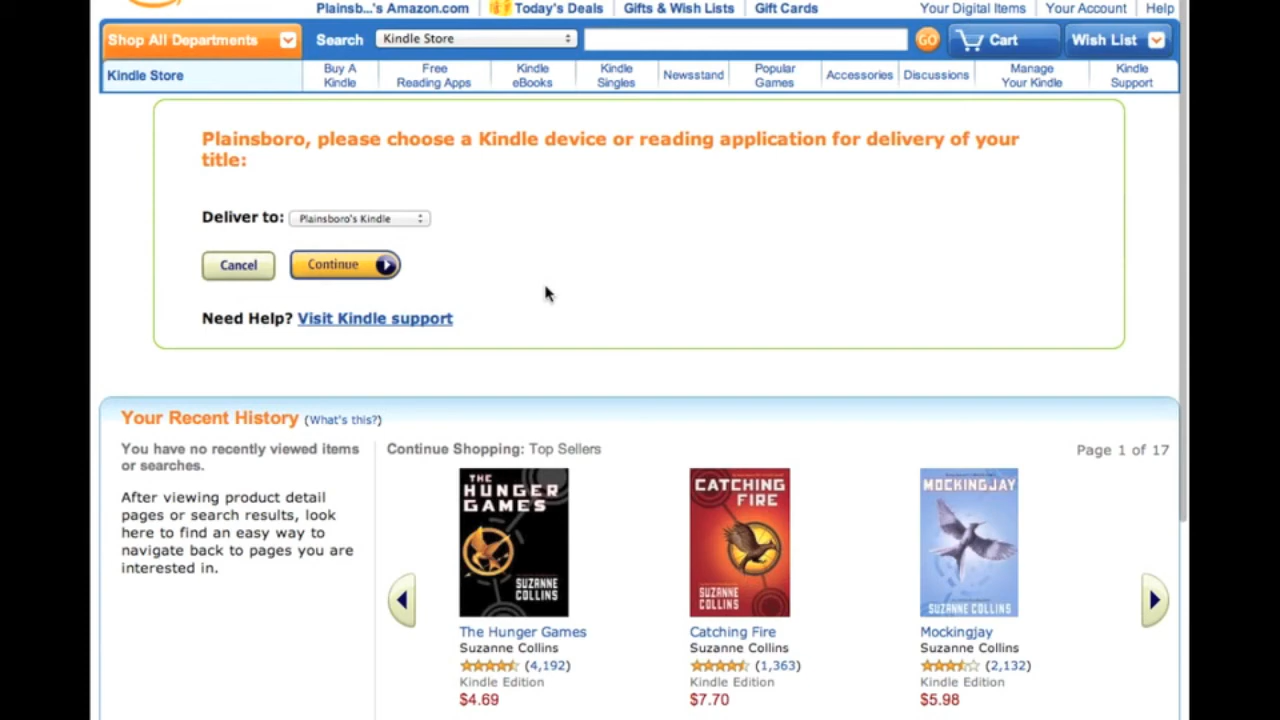 Plainsb...'s Amazon.com
Today's Deals
Gifts & Wish Lists
Gift Cards
Your Digital Items
Your Account
Help
Shop All Departments
Search
Kindle Store
GO
Cart
Wish List
Kindle Store
Buy A
Kindle
Free
Reading Apps
Kindle
eBooks
Kindle
Singles
Newsstand
Popular
Games
Accessories
Discussions
Manage
Your Kindle
Kindle
Support
Plainsboro, please choose a Kindle device or reading application for delivery of your
title:
Deliver to: Plainsboro's Kindle
Cancel
Continue
Need Help? Visit Kindle support
Your Recent History (What's this?)
You have no recently viewed items
or searches.
After viewing product detail
pages or search results, look
here to find an easy way to
navigate back to pages you are
interested in.
Continue Shopping: Top Sellers
Page 1 of 17
THE
HUNGER
GAMES
SUZANNE
COLLINS
The Hunger Games
Suzanne Collins
(4,192)
Kindle Edition
$4.69
CATCHING
FIRE
SUZANNE
COLLINS
Catching Fire
Suzanne Collins
(1,363)
Kindle Edition
$7.70
MOCKINGJAY
SUZANNE COLLINS
Mockingjay
Suzanne Collins
(2,132)
Kindle Edition
$5.98